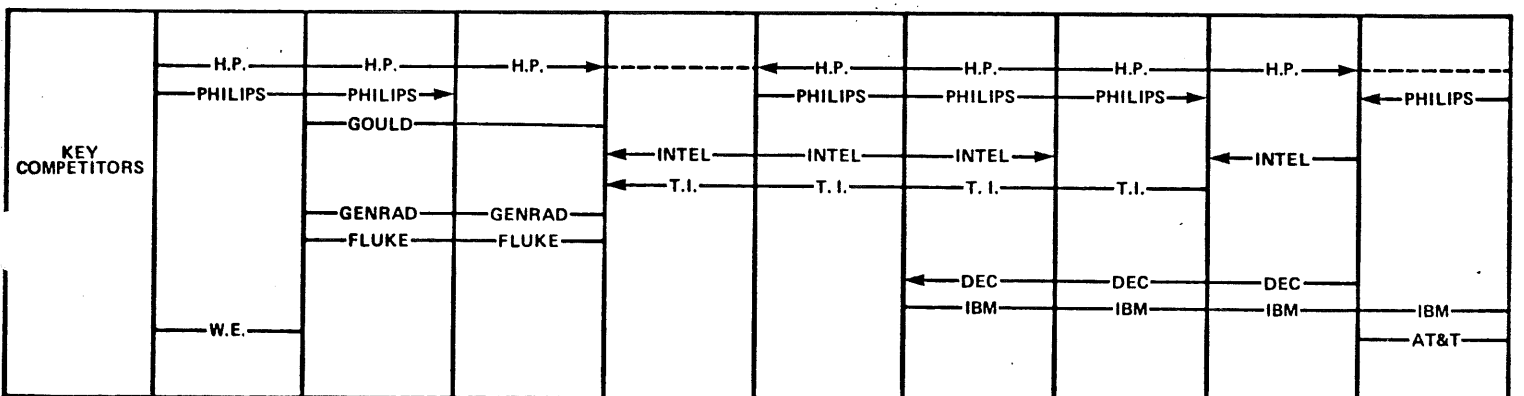 H.P. H.P. H.P. H.P. H.P. H.P. H.P.
PHILIPS PHILIPS PHILIPS PHILIPS PHILIPS PHILIPS
GOULD
KEY
COMPETITORS
INTEL INTEL INTEL INTEL
T.I. T. I. T. I. T.I.
GENRAD GENRAD
FLUKE FLUKE
DEC DEC DEC
IBM IBM IBM IBM
W.E.
AT&T